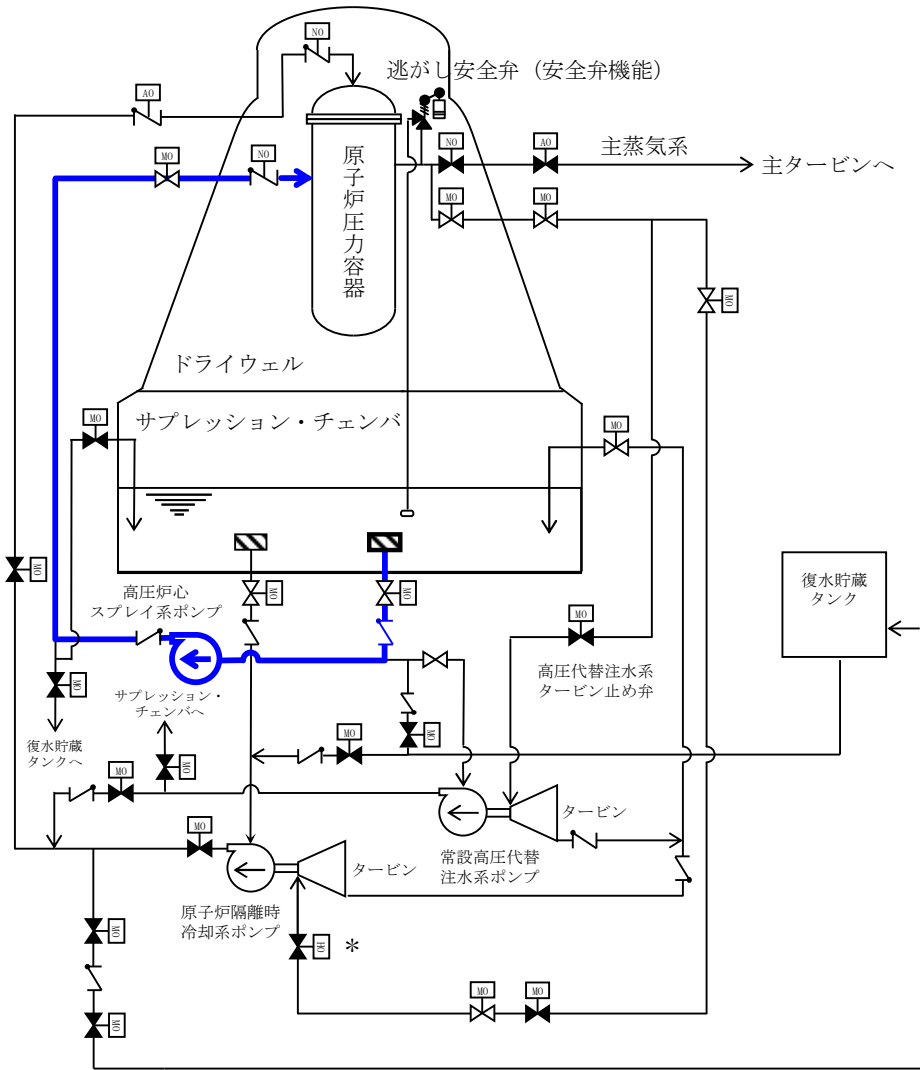 NO
逃がし安全弁（安全弁機能）
AO
MO
NO
NO
AO
主蒸気系
主タービンへ
MO
MO
原子炉圧力容器
MO
ドライウェル
サプレッション・チェンバ
MO
MO
MO
高圧炉心
スプレイ系ポンプ
MO
MO
復水貯蔵
タンク
MO
高圧代替注水系
タービン止め弁
MO
サプレッション・
チェンバへ
復水貯蔵
タンクへ
MO
MO
MO
MO
タービン
MO
タービン
常設高圧代替
注水系ポンプ
原子炉隔離時
冷却系ポンプ
MO
HO
＊
MO
MO
MO